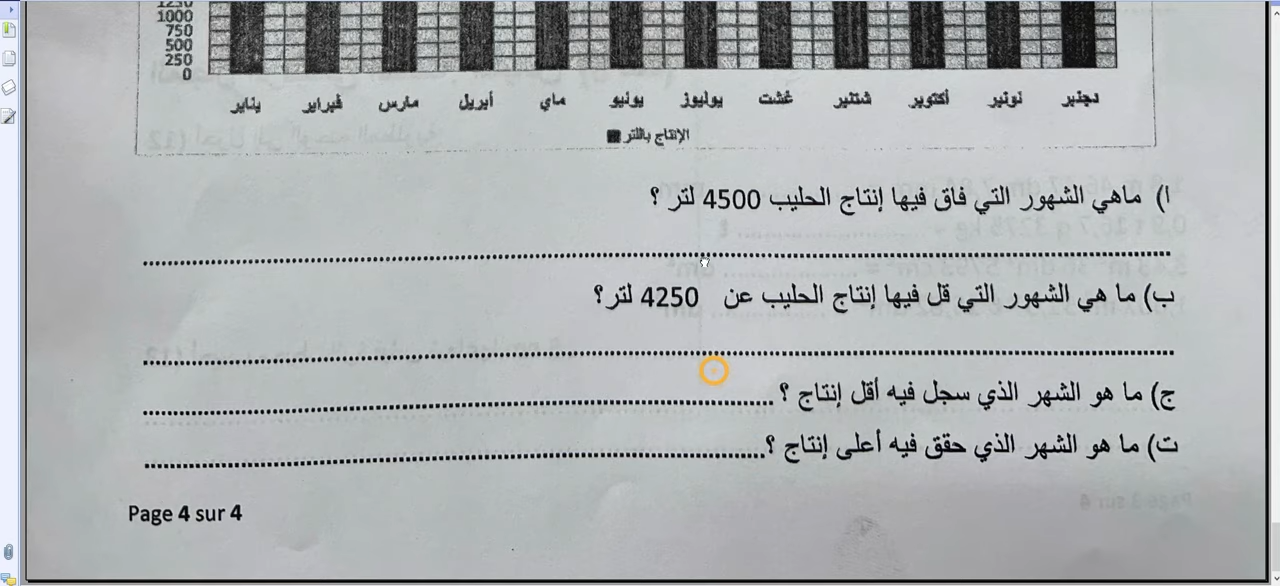 1250
1000
750
500
250
0
يناير فبراير مارس أبريل ماي يونيو يوليوز غشت شتنبر أكتوبر نونبر دجنبر
الإنتاج باللتر
ا) ماهي الشهور التي فاق فيها إنتاج الحليب 4500 لتر ؟
ب) ما هي الشهور التي قل فيها إنتاج الحليب عن 4250 لتر؟
ج) ما هو الشهر الذي سجل فيه أقل إنتاج ؟
ت) ما هو الشهر الذي حقق فيه أعلى إنتاج ؟
Page 4 sur 4